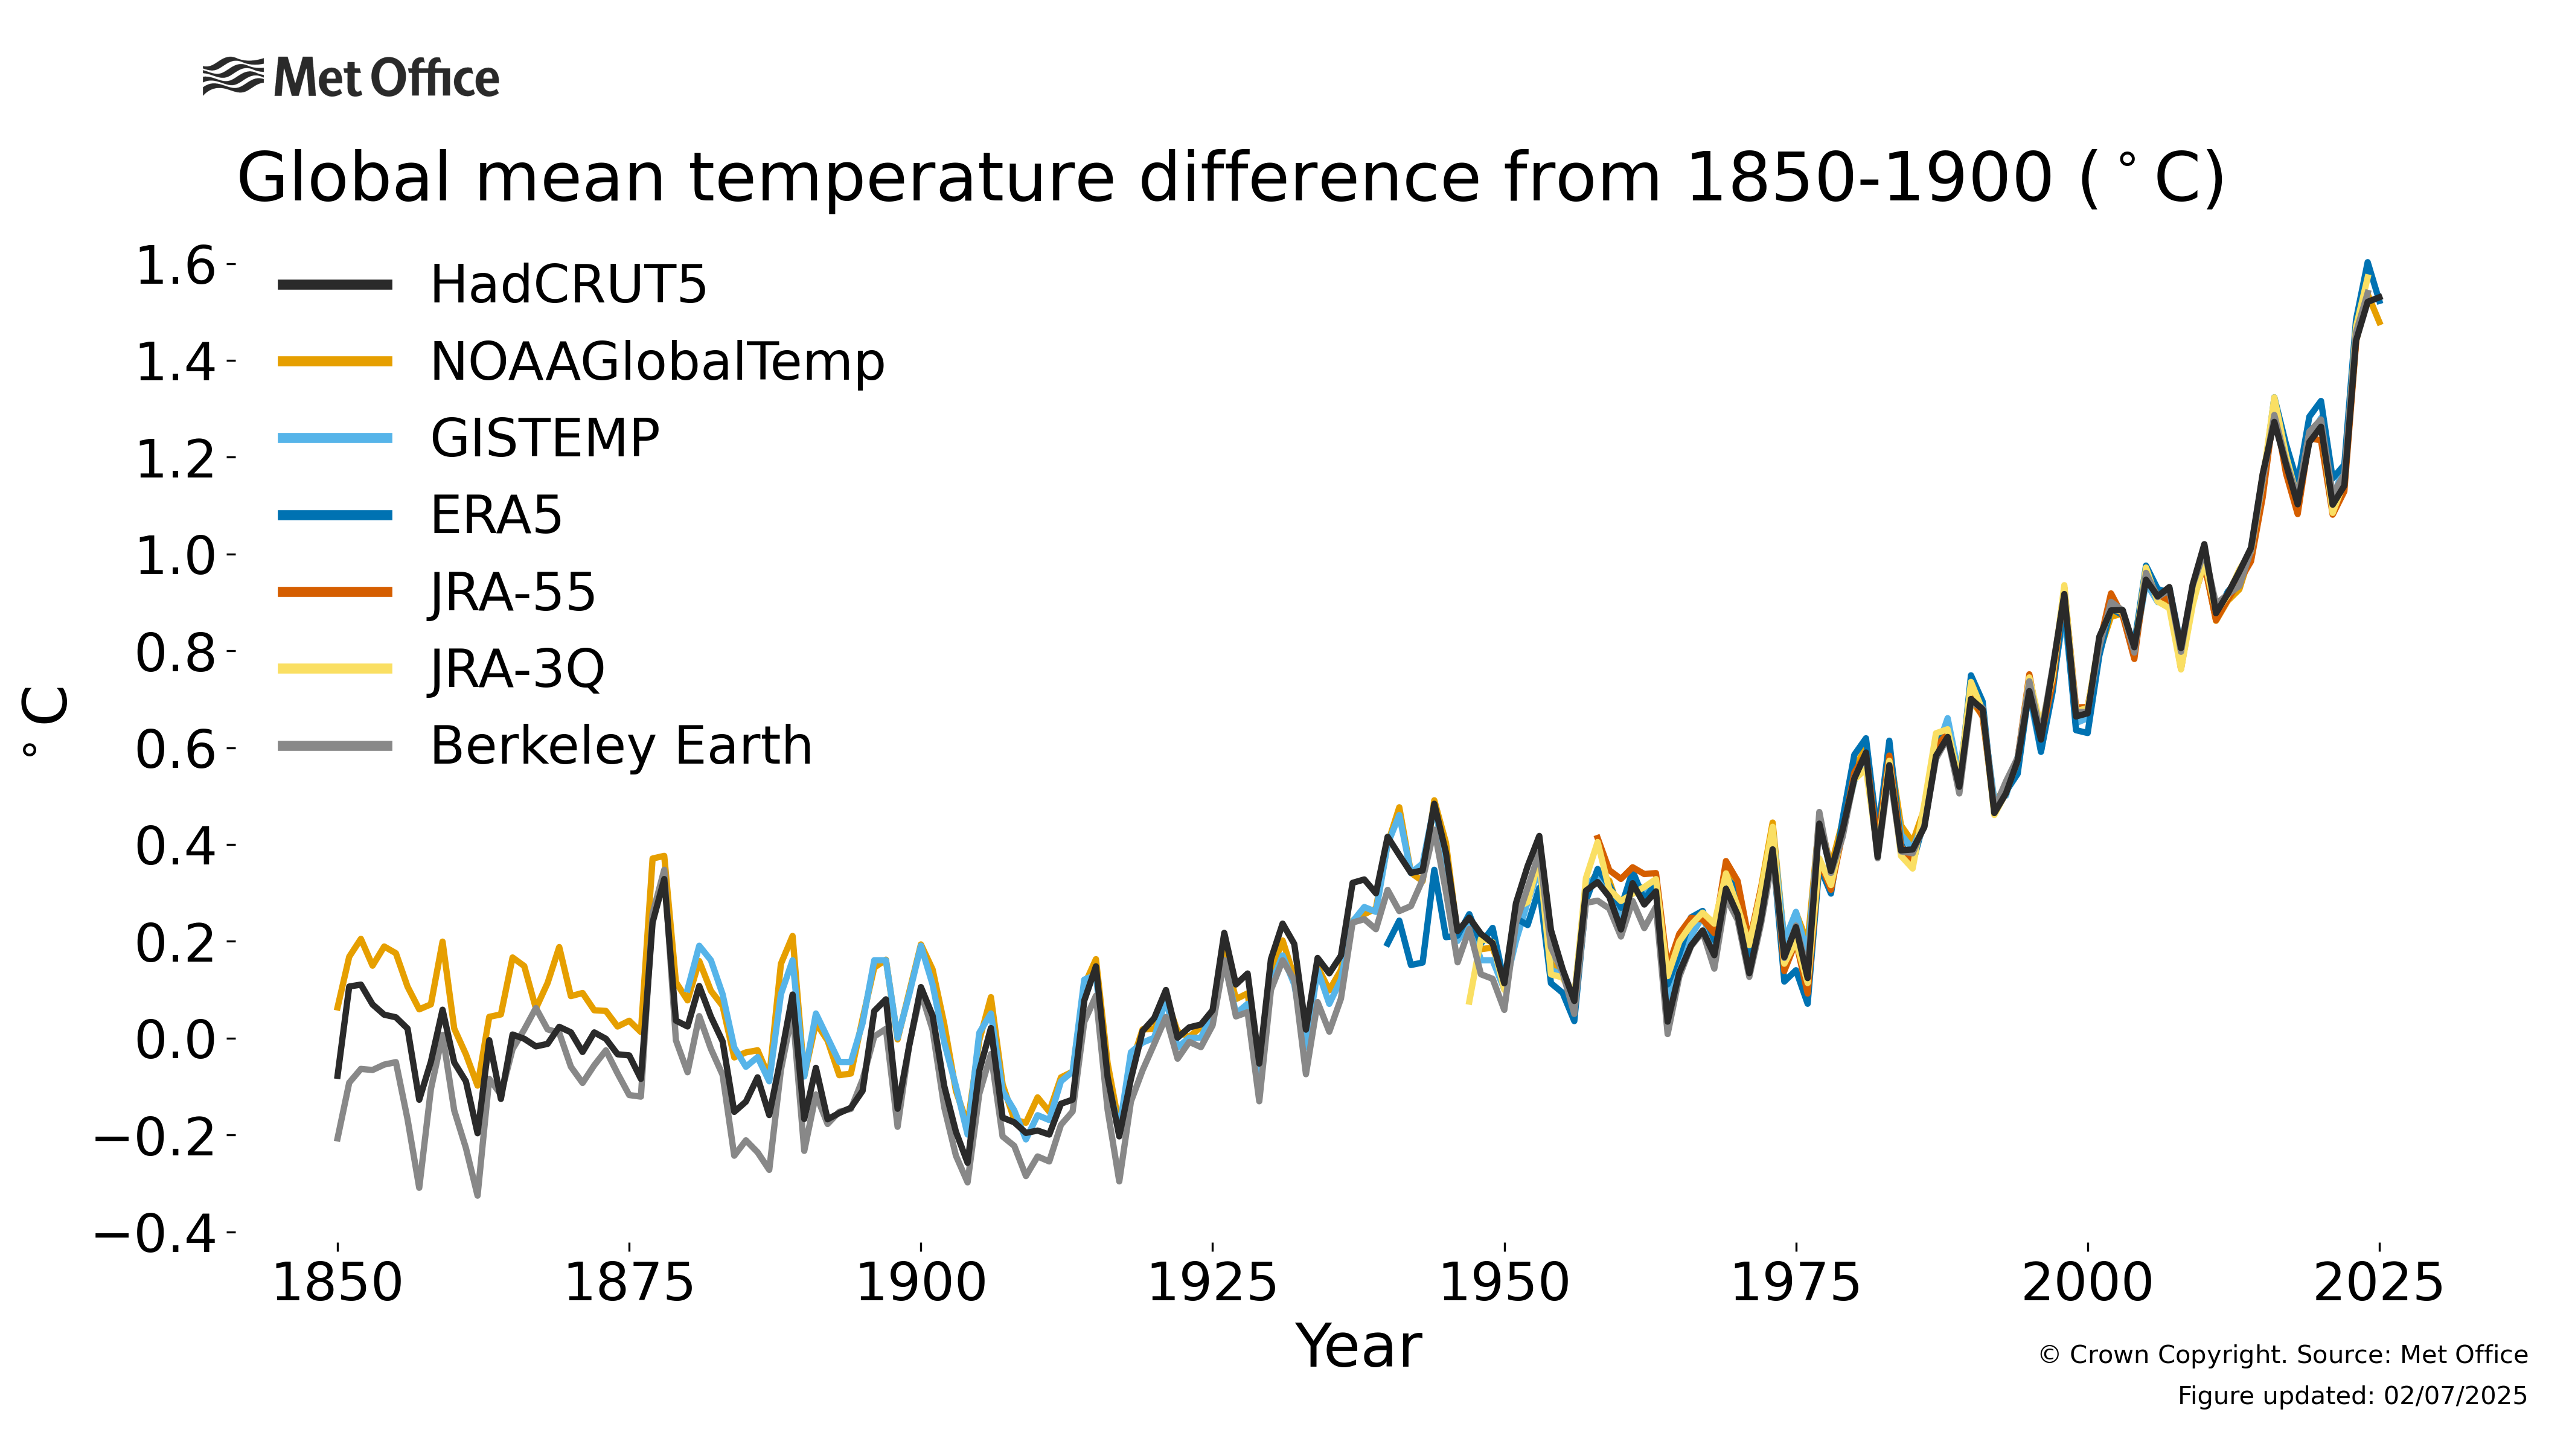 Met Office
Global mean temperature difference from 1850-1900 (°C)
1.6
1.4
1.2
1.0
0.8
0.6
0.4
0.2
0.0
−0.2
−0.4
°C
HadCRUT5
NOAAGlobalTemp
GISTEMP
ERA5
JRA-55
JRA-3Q
Berkeley Earth
1850 1875 1900 1925 1950 1975 2000 2025
Year
© Crown Copyright. Source: Met Office
Figure updated: 02/07/2025